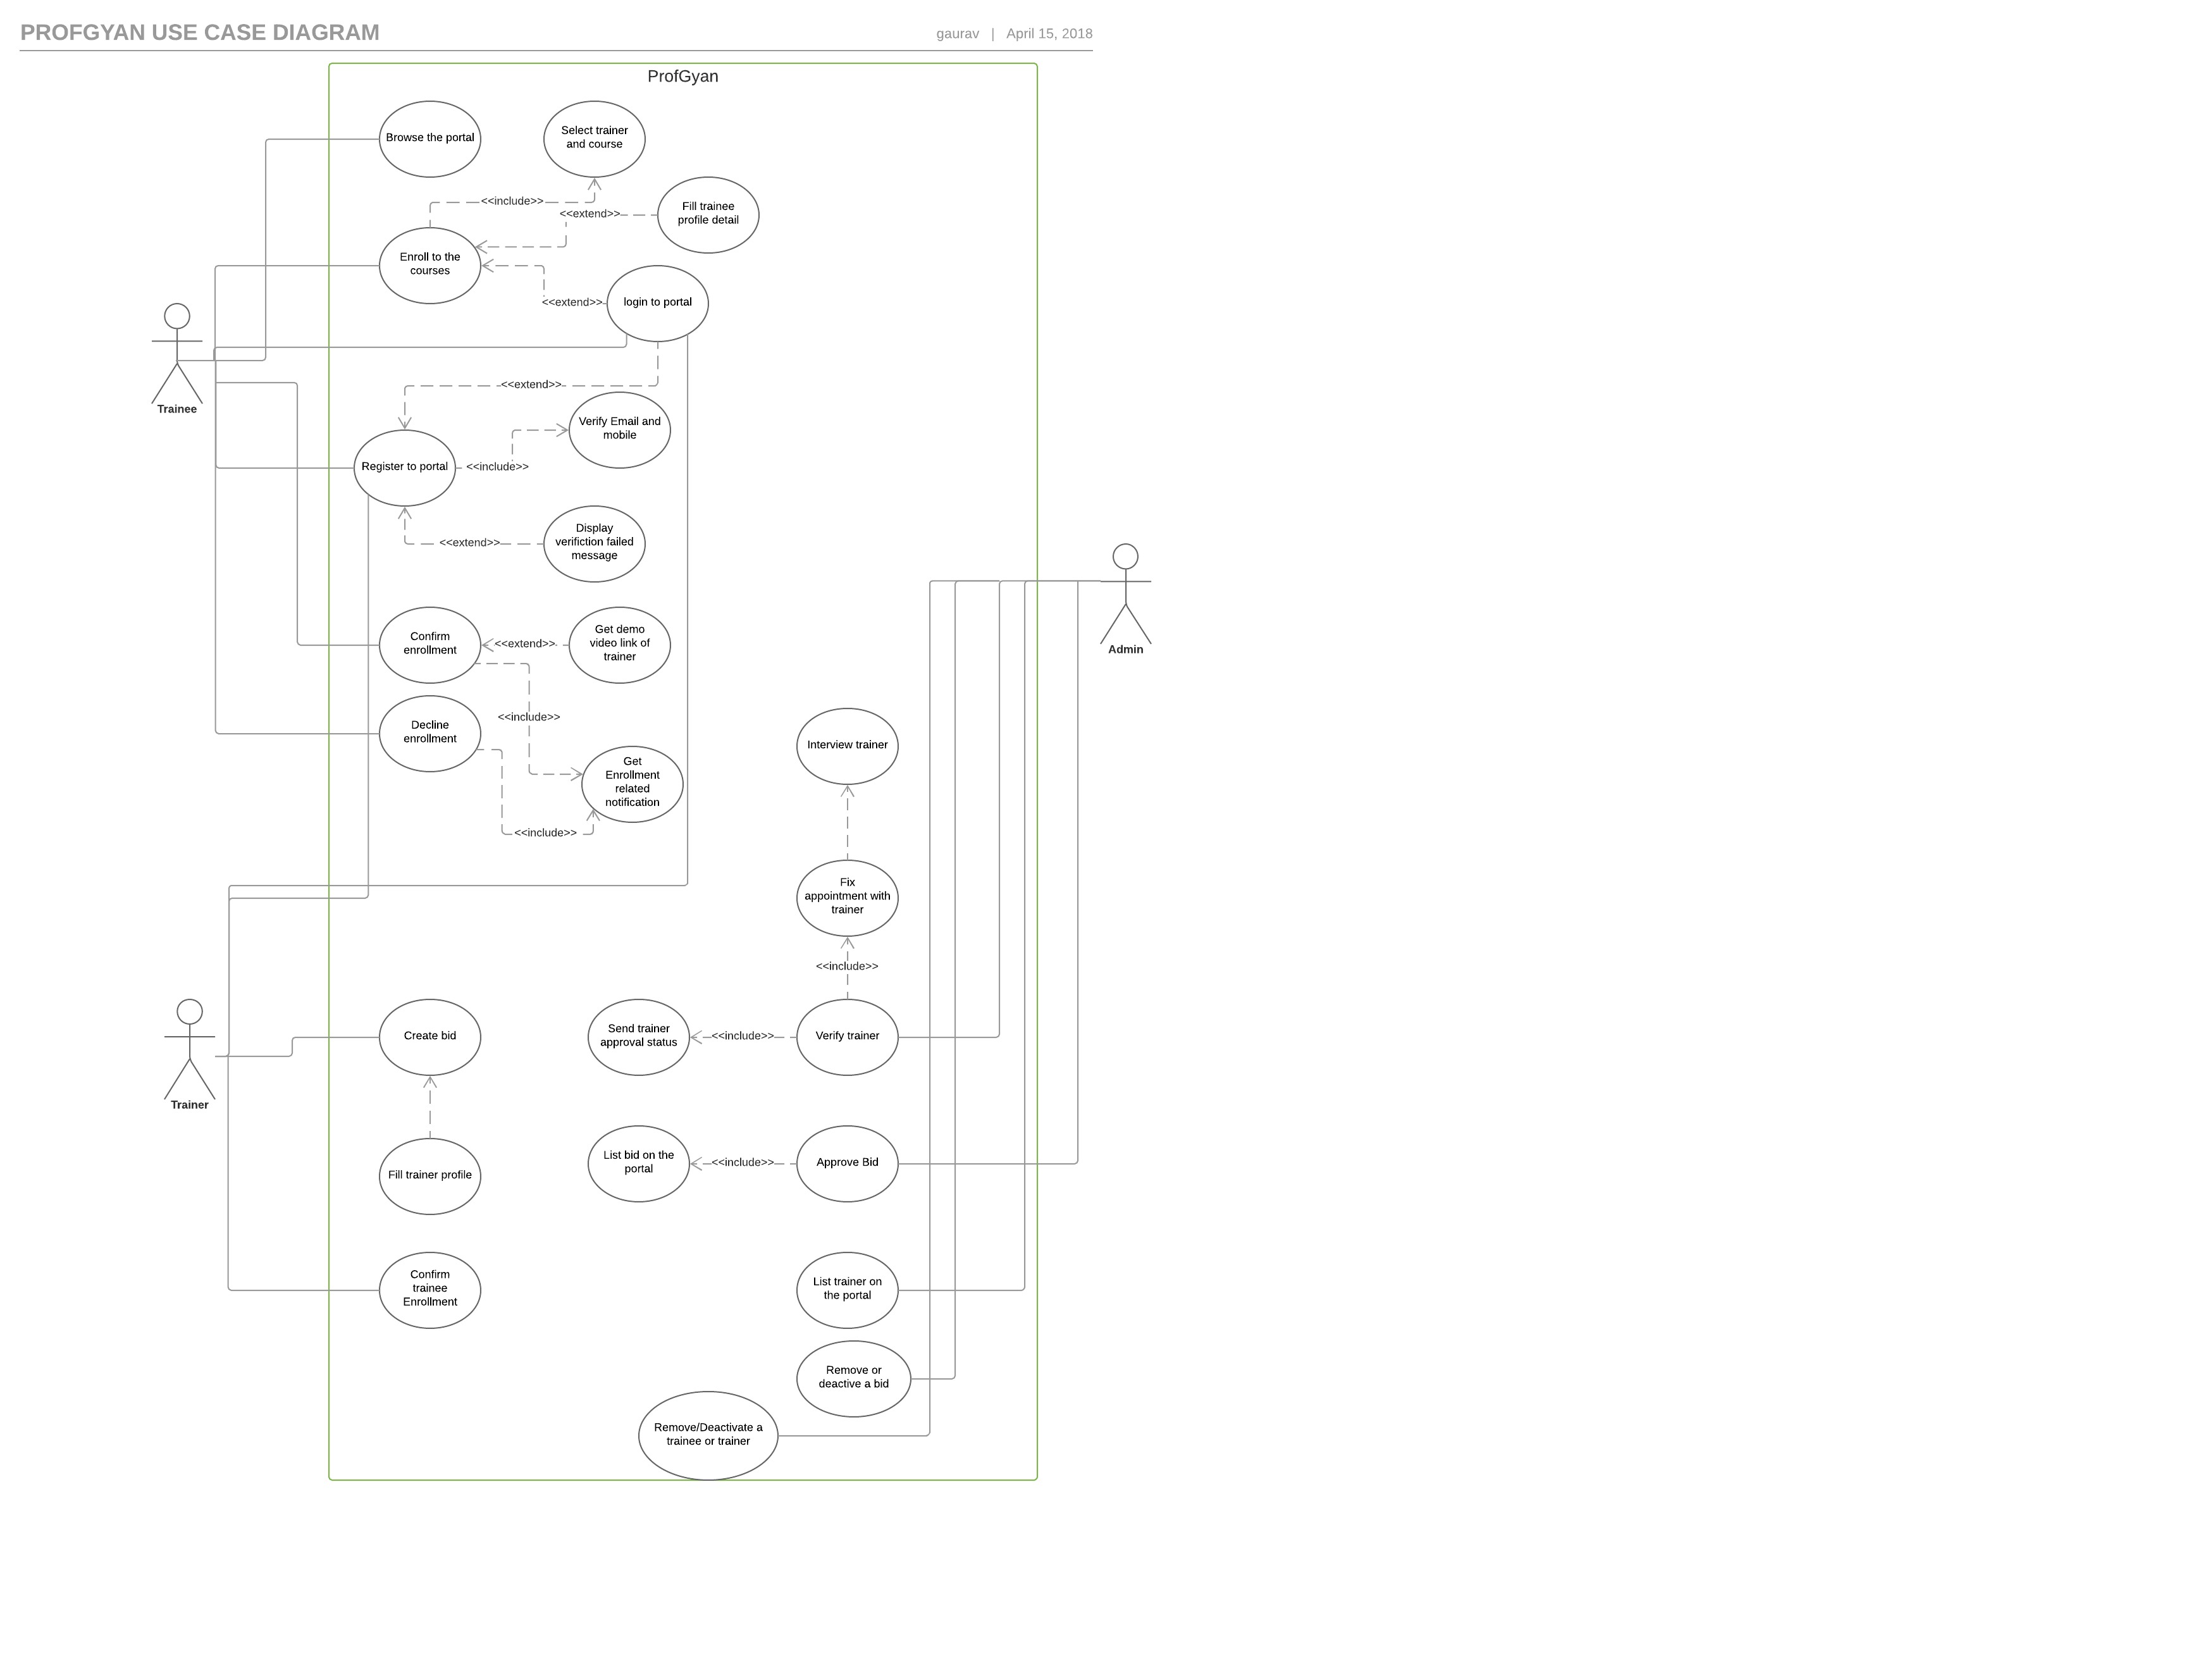 PROFGYAN USE CASE DIAGRAM
gaurav | April 15, 2018
ProfGyan
Browse the portal
Select trainer
and course
<<include>>
<<extend>>
Fill trainee
profile detail
Enroll to the
courses
<<extend>>
login to portal
Trainee
<<extend>>
Verify Email and
mobile
Register to portal
<<include>>
Display
verifiction failed
message
<<extend>>
Confirm
enrollment
<<extend>>
Get demo
video link of
trainer
Admin
<<include>>
Decline
enrollment
Interview trainer
Get
Enrollment
related
notification
<<include>>
Fix
appointment with
trainer
<<include>>
Create bid
Send trainer
approval status
<<include>>
Verify trainer
Trainer
Fill trainer profile
List bid on the
portal
<<include>>
Approve Bid
Confirm
trainee
Enrollment
List trainer on
the portal
Remove or
deactive a bid
Remove/Deactivate a
trainee or trainer